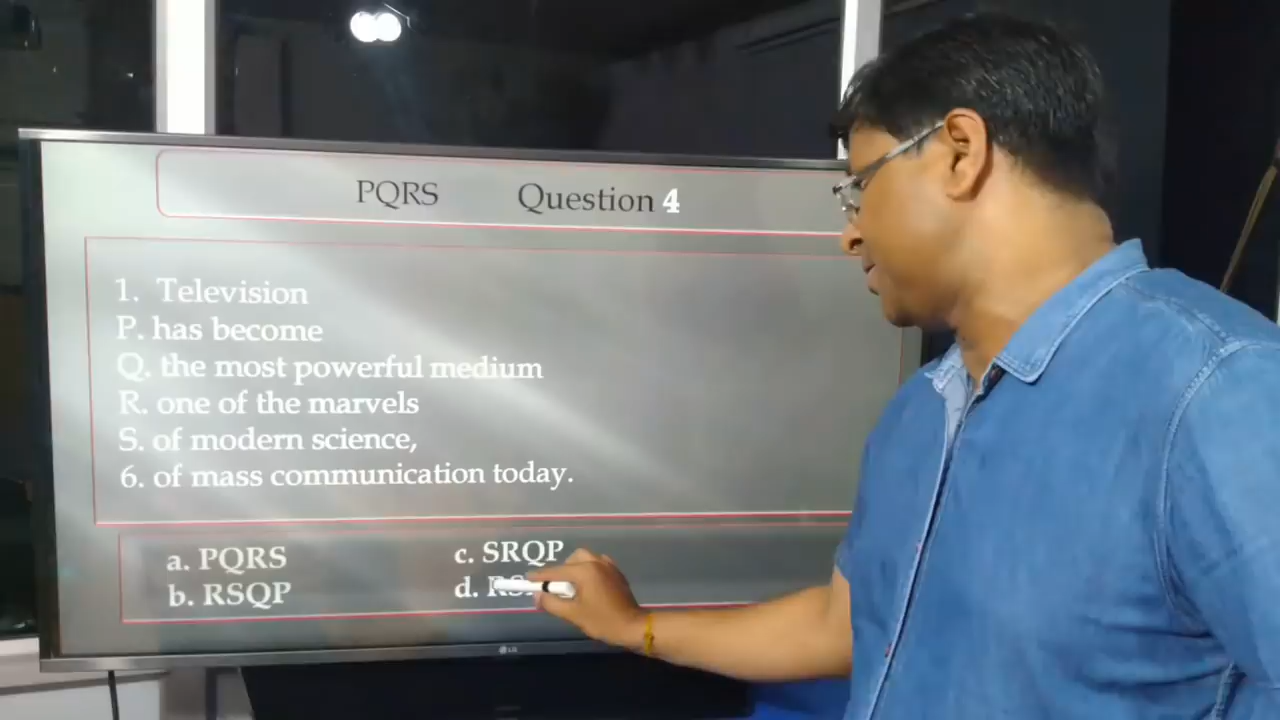 PQRS Question 4
1. Television
P. has become
Q. the most powerful medium
R. one of the marvels
S. of modern science,
6. of mass communication today.
a. PQRS c. SRQP
b. RSQP d.
LG